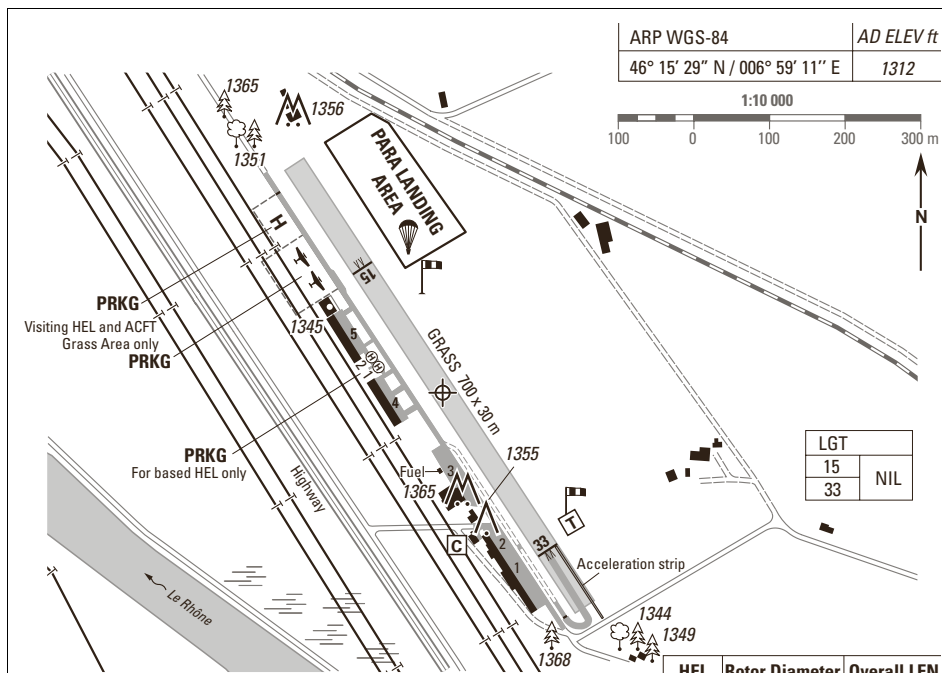 ARP WGS-84 AD ELEV ft
46° 15' 29" N / 006° 59' 11'' E 1312
1:10 000
100 0 100 200 300 m
N
1365
1356
1351
PARA LANDING
AREA
H
15
PRKG
Visiting HEL and ACFT
Grass Area only
PRKG
1345
5
H H
2 1
4
GRASS 700 x 30 m
PRKG
For based HEL only
Highway
Fuel
3
1365
1355
LGT
15
33
NIL
T
C
2
33
1
Acceleration strip
Le Rhône
1344
1349
1368
HEL Rotor Diameter Overall LEN